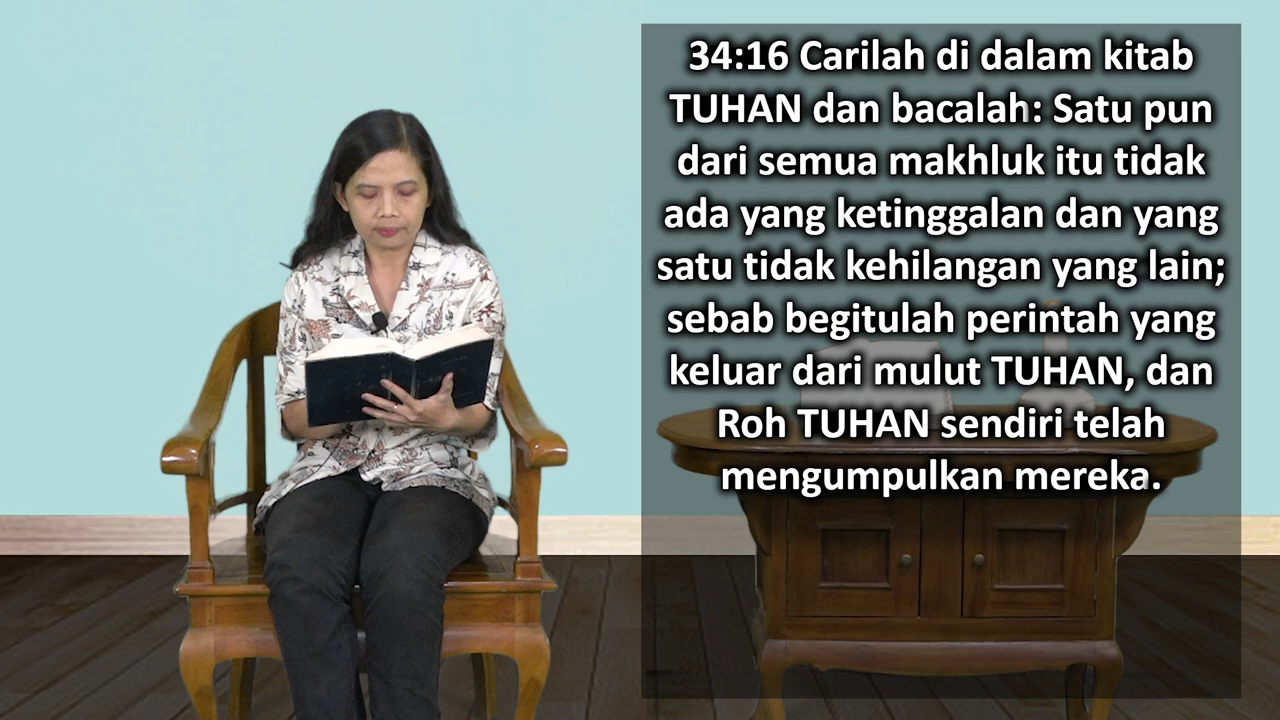 34:16 Carilah di dalam kitab
TUHAN dan bacalah: Satu pun
dari semua makhluk itu tidak
ada yang ketinggalan dan yang
satu tidak kehilangan yang lain;
sebab begitulah perintah yang
keluar dari mulut TUHAN, dan
Roh TUHAN sendiri telah
mengumpulkan mereka.